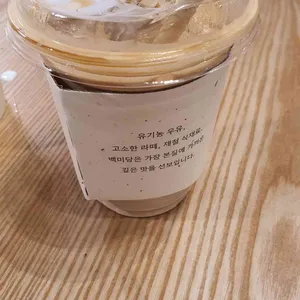 유기농 우유,
고소한 라떼, 제철 식재료.
백미당은 가장 본질에 가까운
깊은 맛을 선보입니다.